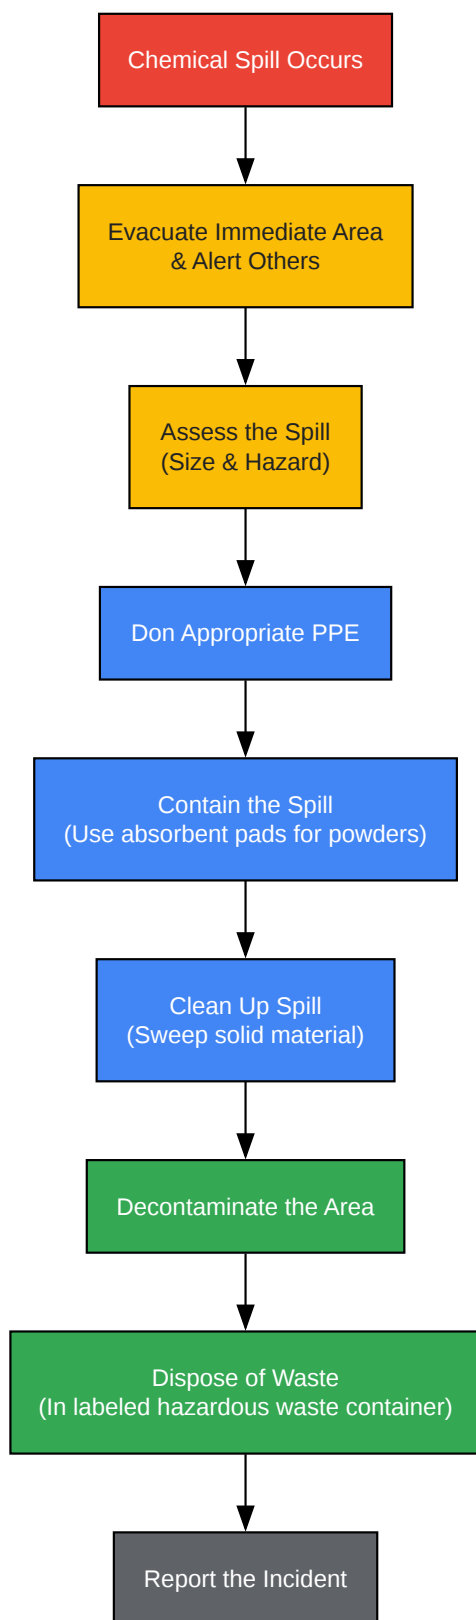 Chemical Spill Occurs
Evacuate Immediate Area
& Alert Others
Assess the Spill
(Size & Hazard)
Don Appropriate PPE
Contain the Spill
(Use absorbent pads for powders)
Clean Up Spill
(Sweep solid material)
Decontaminate the Area
Dispose of Waste
(In labeled hazardous waste container)
Report the Incident